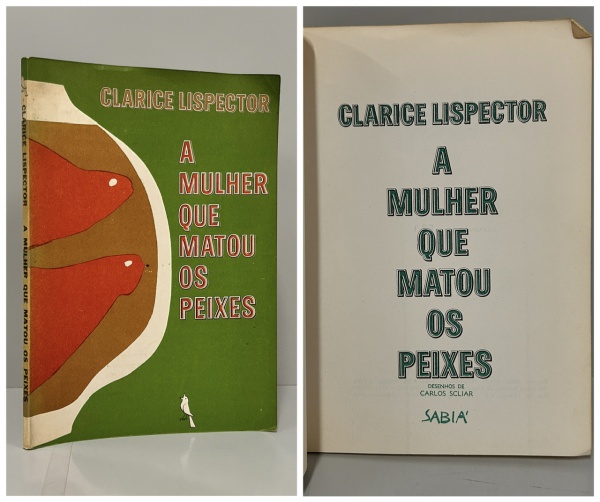 CLARICE LISPECTOR
A
MULHER
QUE
MATOU
OS
PEIXES
CLARICE LISPECTOR A MULHER QUE MATOU OS PEIXES
CLARICE LISPECTOR
A
MULHER
QUE
MATOU
OS
PEIXES
DESENHOS DE
CARLOS SCLIAR
SABIÁ